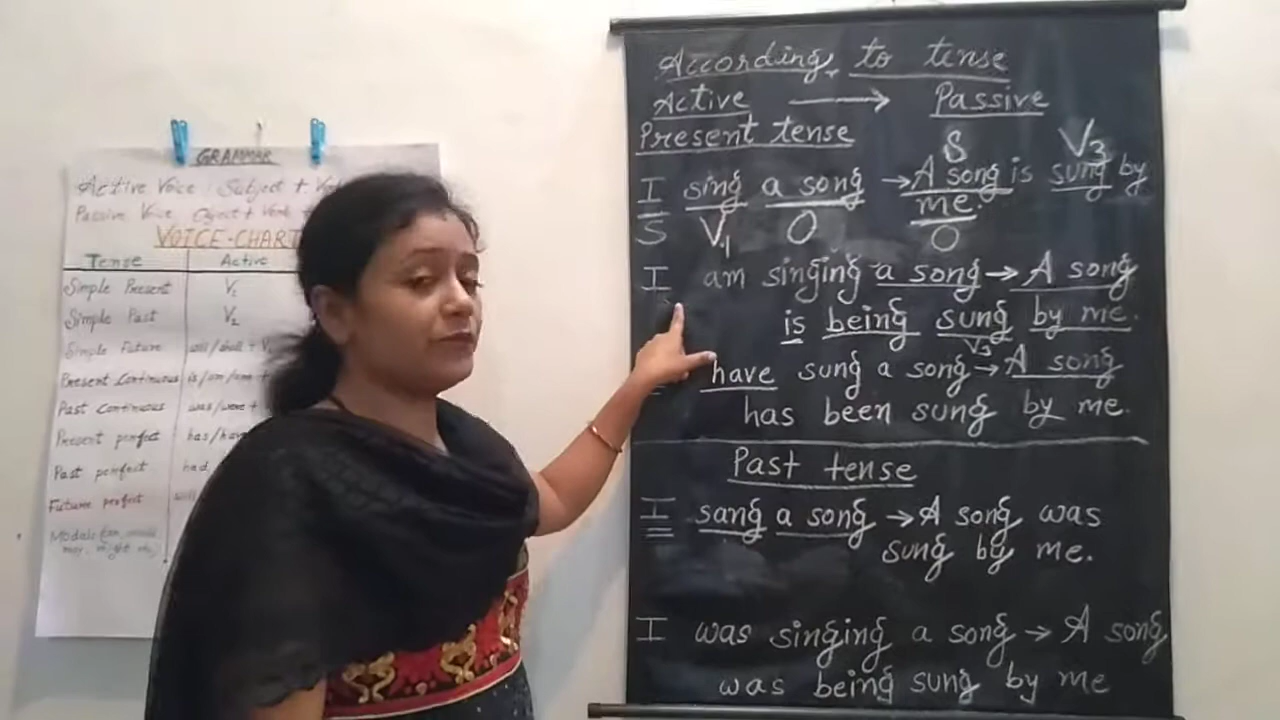 GRAMMAR
Active Voice : Subject +
Passive Voice Object + Verb
VOICE-CHART
Tense Active
Simple Present V1
Simple Past V2
Simple Future will/shall +
Present Continuous is/am/are +
Past Continuous was/were +
Present perfect has/have
Past perfect had
Future perfect will
Modals
According to tense
Active → Passive
Present tense S V3
I sing a song → A song is sung by
me.
S V1 O O
I am singing a song → A song
is being sung by me.
V3
have sung a song → A song
has been sung by me.
Past tense
I sang a song → A song was
sung by me.
I was singing a song → A song
was being sung by me